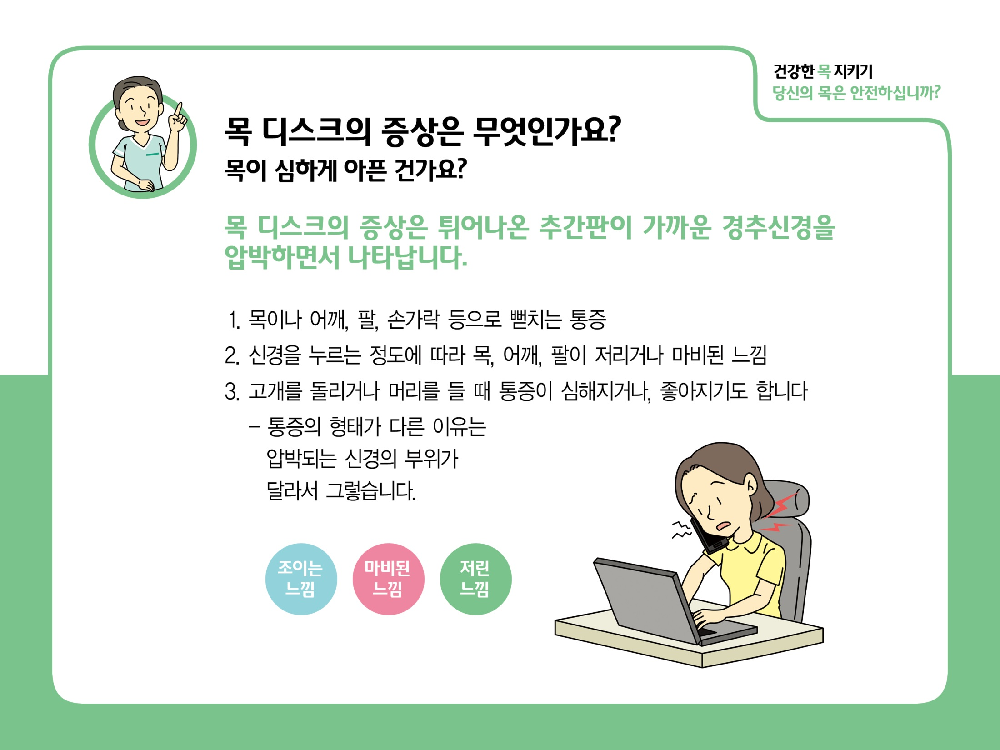 건강한 목 지키기
당신의 목은 안전하십니까?
목 디스크의 증상은 무엇인가요?
목이 심하게 아픈 건가요?
목 디스크의 증상은 튀어나온 추간판이 가까운 경추신경을
압박하면서 나타납니다.
1. 목이나 어깨, 팔, 손가락 등으로 뻗치는 통증
2. 신경을 누르는 정도에 따라 목, 어깨, 팔이 저리거나 마비된 느낌
3. 고개를 돌리거나 머리를 들 때 통증이 심해지거나, 좋아지기도 합니다
– 통증의 형태가 다른 이유는
압박되는 신경의 부위가
달라서 그렇습니다.
조이는
느낌
마비된
느낌
저린
느낌